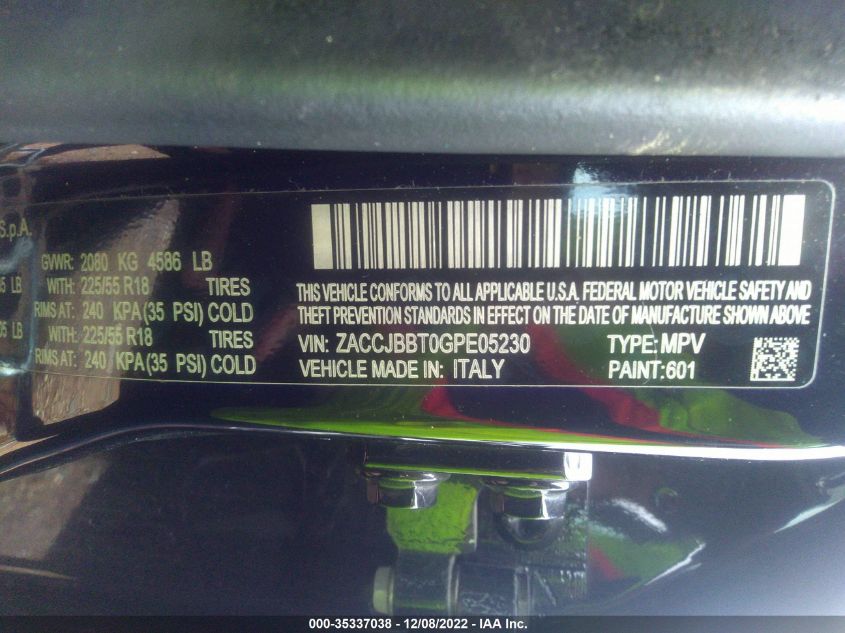 S.p.A.
GVWR: 2080 KG 4586 LB
LB WITH: 225/55 R18 TIRES
RIMS AT: 240 KPA(35 PSI) COLD
LB WITH: 225/55 R18 TIRES
RIMS AT: 240 KPA(35 PSI) COLD
THIS VEHICLE CONFORMS TO ALL APPLICABLE U.S.A. FEDERAL MOTOR VEHICLE SAFETY AND
THEFT PREVENTION STANDARDS IN EFFECT ON THE DATE OF MANUFACTURE SHOWN ABOVE
VIN: ZACCJBBT0GPE05230 TYPE: MPV
VEHICLE MADE IN: ITALY PAINT: 601
000-35337038 - 12/08/2022 - IAA Inc.